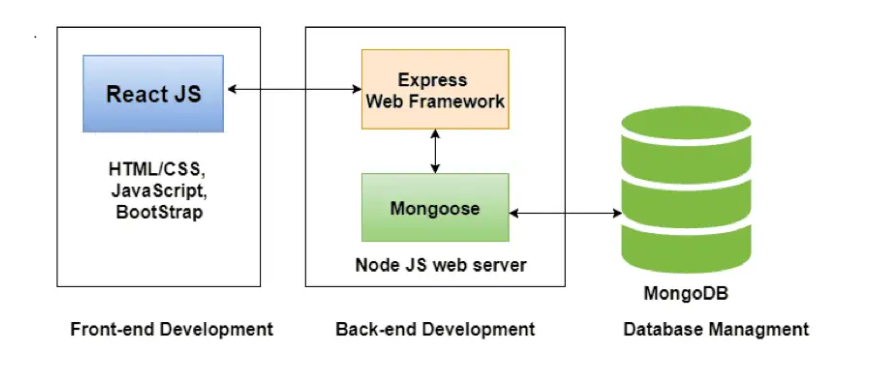 React JS
HTML/CSS,
JavaScript,
BootStrap
Front-end Development
Express
Web Framework
Mongoose
Node JS web server
Back-end Development
MongoDB
Database Managment